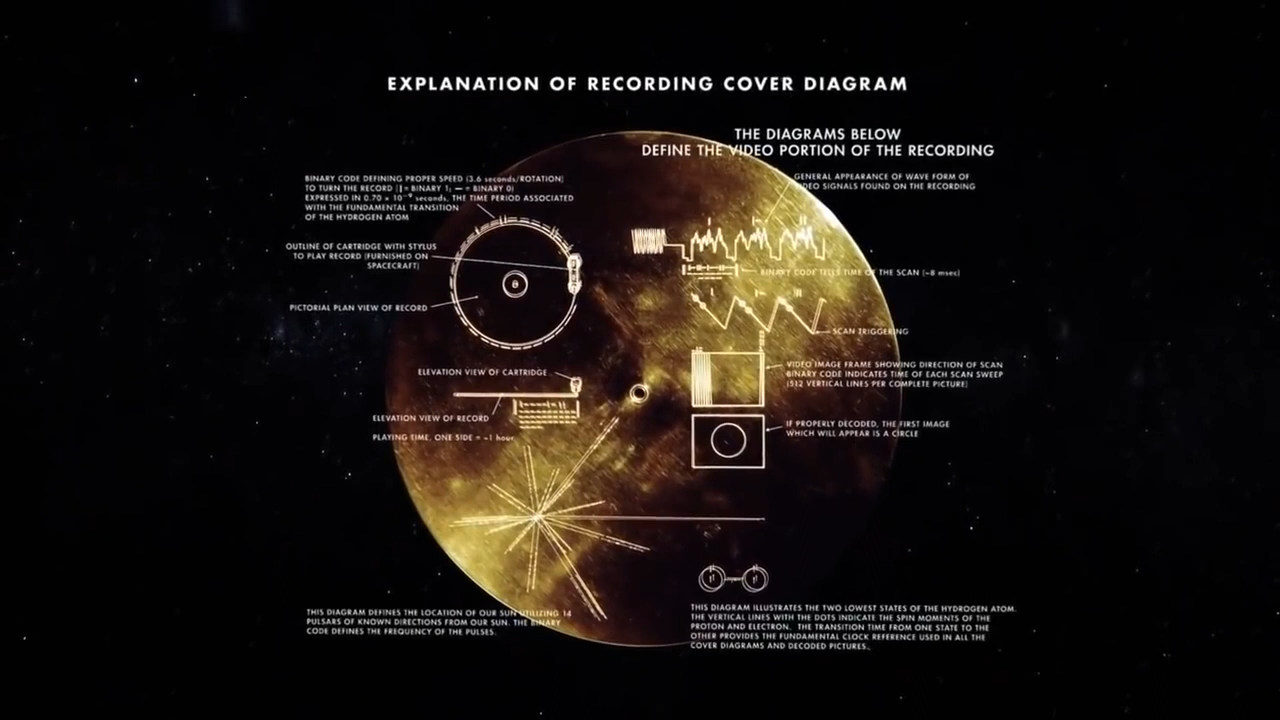 EXPLANATION OF RECORDING COVER DIAGRAM
THE DIAGRAMS BELOW
DEFINE THE VIDEO PORTION OF THE RECORDING
BINARY CODE DEFINING PROPER SPEED (3.6 seconds/ROTATION)
TO TURN THE RECORD (|= BINARY 1, — = BINARY 0)
EXPRESSED IN 0.70 × 10⁻⁹ seconds, THE TIME PERIOD ASSOCIATED
WITH THE FUNDAMENTAL TRANSITION
OF THE HYDROGEN ATOM
OUTLINE OF CARTRIDGE WITH STYLUS
TO PLAY RECORD (FURNISHED ON
SPACECRAFT)
PICTORIAL PLAN VIEW OF RECORD
ELEVATION VIEW OF CARTRIDGE
ELEVATION VIEW OF RECORD
PLAYING TIME, ONE SIDE = ~1 hour
THIS DIAGRAM DEFINES THE LOCATION OF OUR SUN UTILIZING 14
PULSARS OF KNOWN DIRECTIONS FROM OUR SUN. THE BINARY
CODE DEFINES THE FREQUENCY OF THE PULSES.
GENERAL APPEARANCE OF WAVE FORM OF
VIDEO SIGNALS FOUND ON THE RECORDING
BINARY CODE TELLS TIME OF THE SCAN (~8 msec)
SCAN TRIGGERING
VIDEO IMAGE FRAME SHOWING DIRECTION OF SCAN
BINARY CODE INDICATES TIME OF EACH SCAN SWEEP
(512 VERTICAL LINES PER COMPLETE PICTURE)
IF PROPERLY DECODED, THE FIRST IMAGE
WHICH WILL APPEAR IS A CIRCLE
THIS DIAGRAM ILLUSTRATES THE TWO LOWEST STATES OF THE HYDROGEN ATOM.
THE VERTICAL LINES WITH THE DOTS INDICATE THE SPIN MOMENTS OF THE
PROTON AND ELECTRON. THE TRANSITION TIME FROM ONE STATE TO THE
OTHER PROVIDES THE FUNDAMENTAL CLOCK REFERENCE USED IN ALL THE
COVER DIAGRAMS AND DECODED PICTURES.